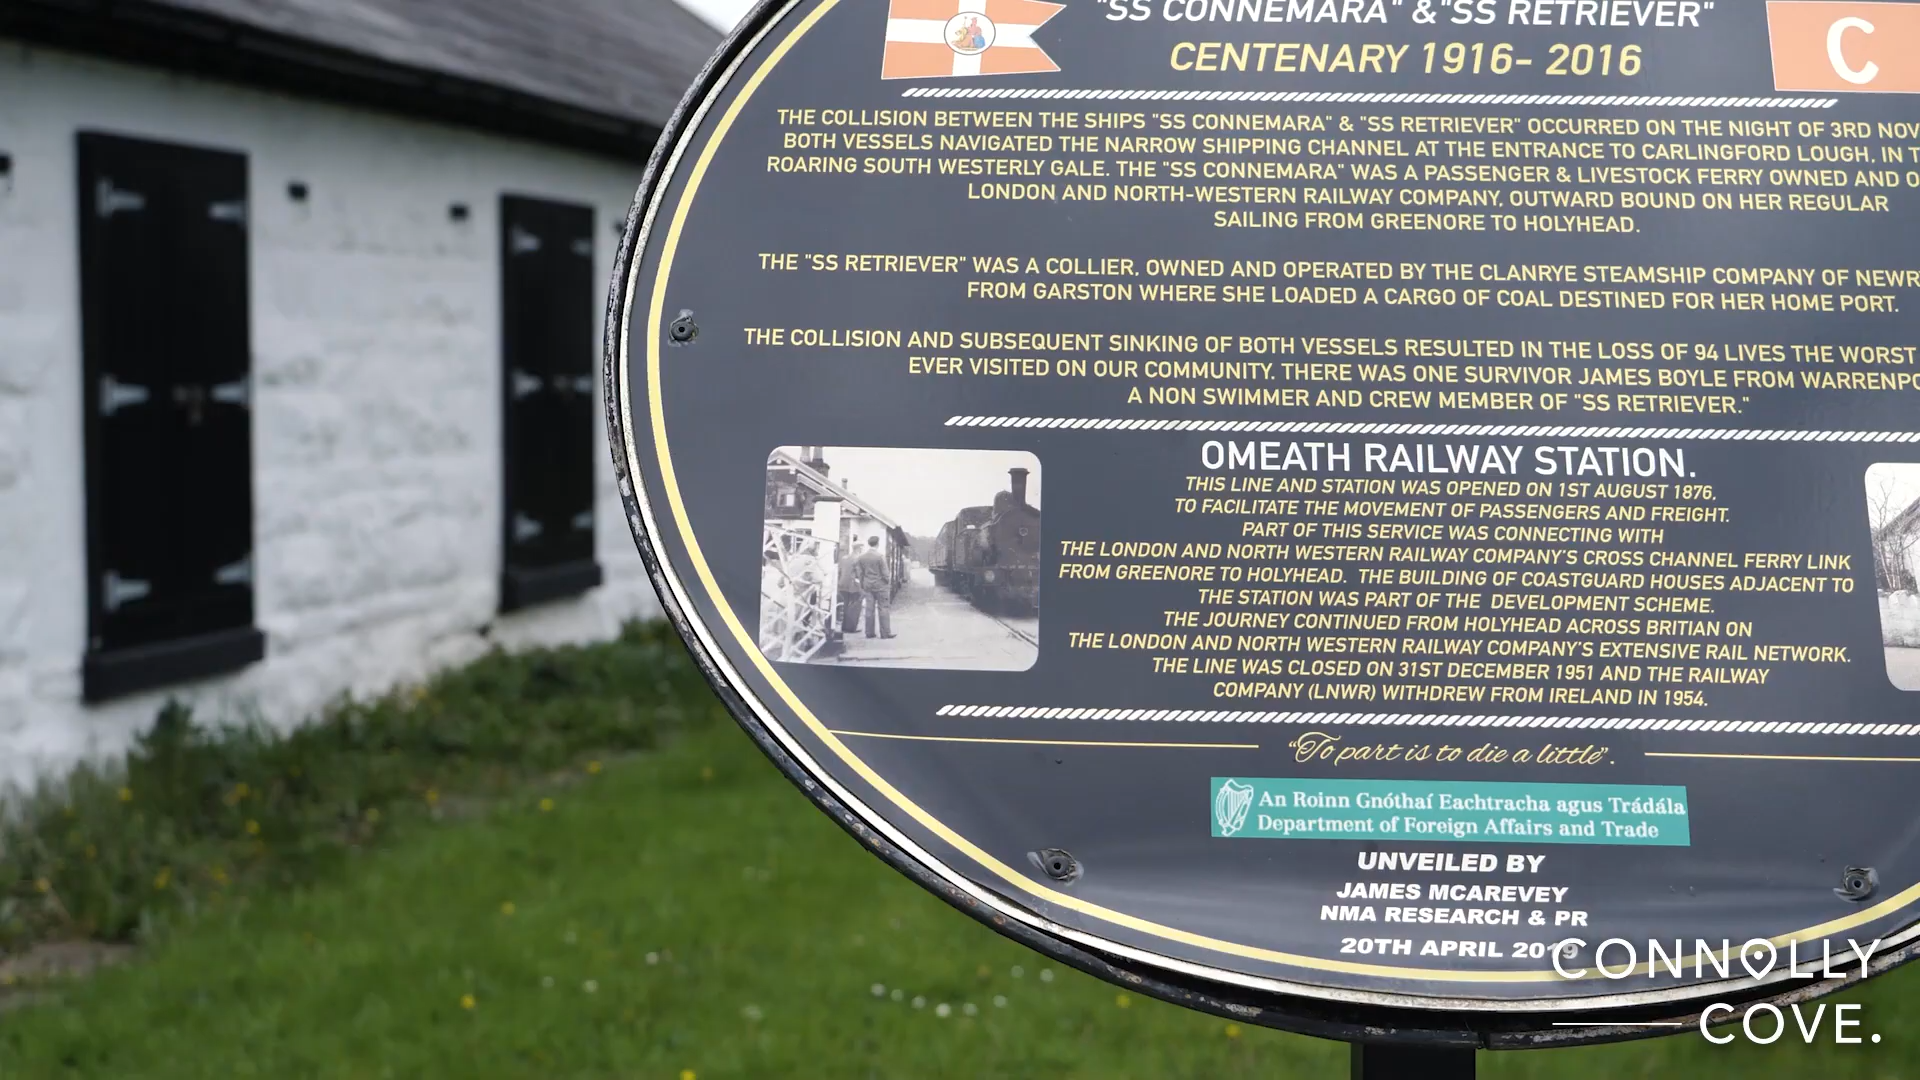 "SS CONNEMARA" & "SS RETRIEVER"
CENTENARY 1916- 2016
C
THE COLLISION BETWEEN THE SHIPS "SS CONNEMARA" & "SS RETRIEVER" OCCURRED ON THE NIGHT OF 3RD NOV
BOTH VESSELS NAVIGATED THE NARROW SHIPPING CHANNEL AT THE ENTRANCE TO CARLINGFORD LOUGH, IN
ROARING SOUTH WESTERLY GALE. THE "SS CONNEMARA" WAS A PASSENGER & LIVESTOCK FERRY OWNED AND
LONDON AND NORTH-WESTERN RAILWAY COMPANY, OUTWARD BOUND ON HER REGULAR
SAILING FROM GREENORE TO HOLYHEAD.
THE "SS RETRIEVER" WAS A COLLIER, OWNED AND OPERATED BY THE CLANRYE STEAMSHIP COMPANY OF
FROM GARSTON WHERE SHE LOADED A CARGO OF COAL DESTINED FOR HER HOME PORT.
THE COLLISION AND SUBSEQUENT SINKING OF BOTH VESSELS RESULTED IN THE LOSS OF 94 LIVES THE WORST
EVER VISITED ON OUR COMMUNITY. THERE WAS ONE SURVIVOR JAMES BOYLE FROM
A NON SWIMMER AND CREW MEMBER OF "SS RETRIEVER."
OMEATH RAILWAY STATION.
THIS LINE AND STATION WAS OPENED ON 1ST AUGUST 1876,
TO FACILITATE THE MOVEMENT OF PASSENGERS AND FREIGHT.
PART OF THIS SERVICE WAS CONNECTING WITH
THE LONDON AND NORTH WESTERN RAILWAY COMPANY'S CROSS CHANNEL FERRY LINK
FROM GREENORE TO HOLYHEAD. THE BUILDING OF COASTGUARD HOUSES ADJACENT TO
THE STATION WAS PART OF THE DEVELOPMENT SCHEME.
THE JOURNEY CONTINUED FROM HOLYHEAD ACROSS BRITIAN ON
THE LONDON AND NORTH WESTERN RAILWAY COMPANY'S EXTENSIVE RAIL NETWORK.
THE LINE WAS CLOSED ON 31ST DECEMBER 1951 AND THE RAILWAY
COMPANY (LNWR) WITHDREW FROM IRELAND IN 1954.
"To part is to die a little".
An Roinn Gnóthaí Eachtracha agus Trádála
Department of Foreign Affairs and Trade
UNVEILED BY
JAMES MCAREVEY
NMA RESEARCH & PR
20TH APRIL 2019
CONNOLLY
COVE.